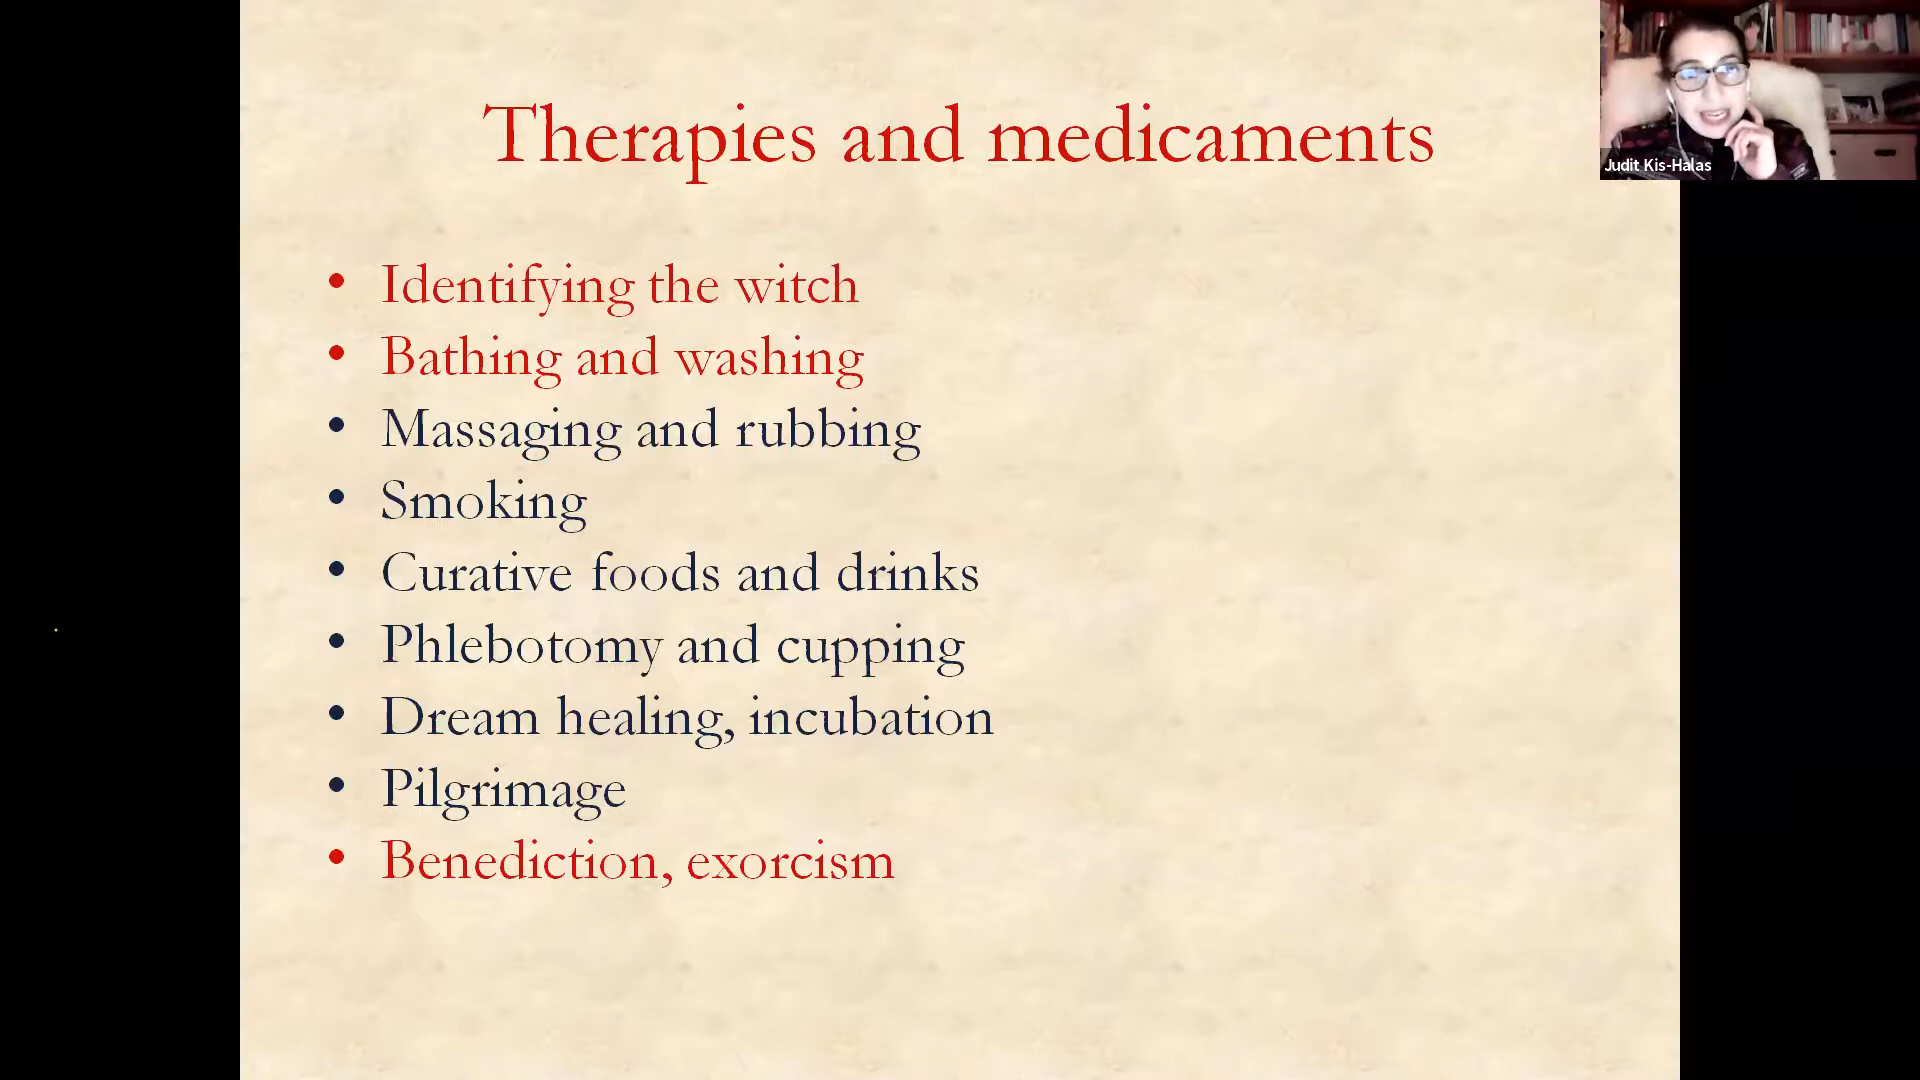 Therapies and medicaments
Judit Kis-Halas
• Identifying the witch
• Bathing and washing
• Massaging and rubbing
• Smoking
• Curative foods and drinks
• Phlebotomy and cupping
• Dream healing, incubation
• Pilgrimage
• Benediction, exorcism